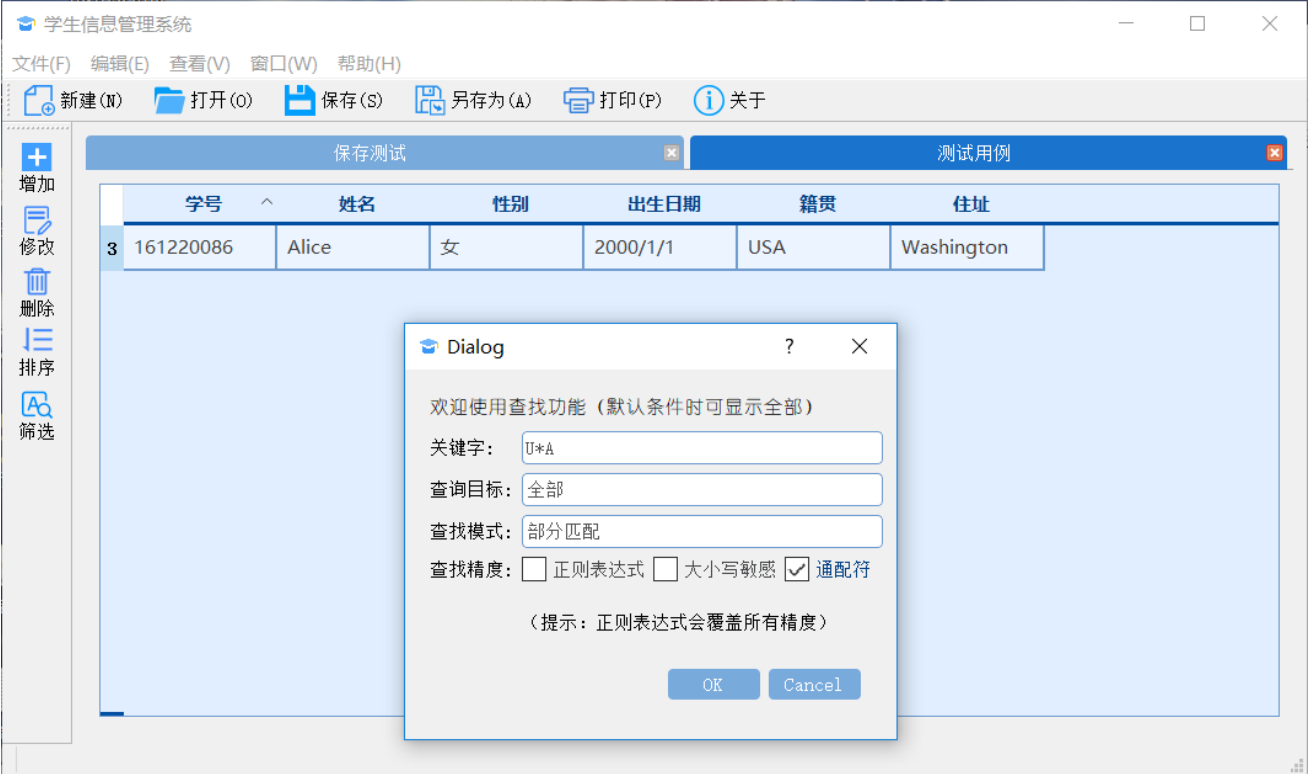 学生信息管理系统
文件(F) 编辑(E) 查看(V) 窗口(W) 帮助(H)
新建(N) 打开(O) 保存(S) 另存为(A) 打印(P) 关于
增加
修改
删除
排序
筛选
保存测试 测试用例
学号 姓名 性别 出生日期 籍贯 住址
3 161220086 Alice 女 2000/1/1 USA Washington
Dialog
欢迎使用查找功能（默认条件时可显示全部）
关键字： U*A
查询目标： 全部
查找模式： 部分匹配
查找精度： 正则表达式 大小写敏感 通配符
（提示：正则表达式会覆盖所有精度）
OK Cancel